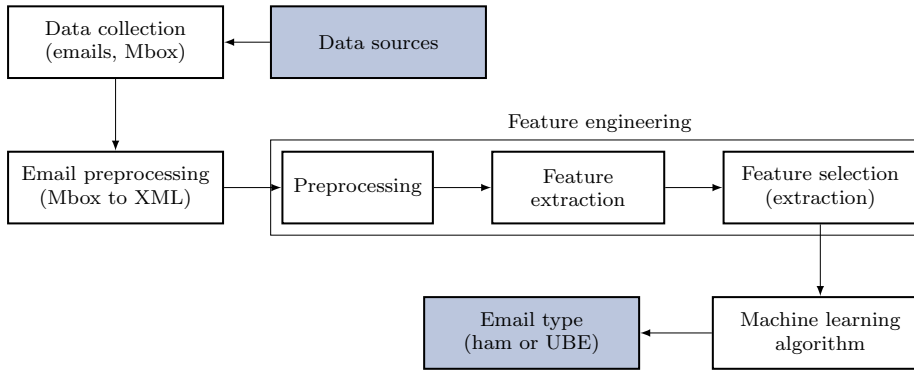 Data collection
(emails, Mbox)
Data sources
Feature engineering
Email preprocessing
(Mbox to XML)
Preprocessing
Feature
extraction
Feature selection
(extraction)
Email type
(ham or UBE)
Machine learning
algorithm